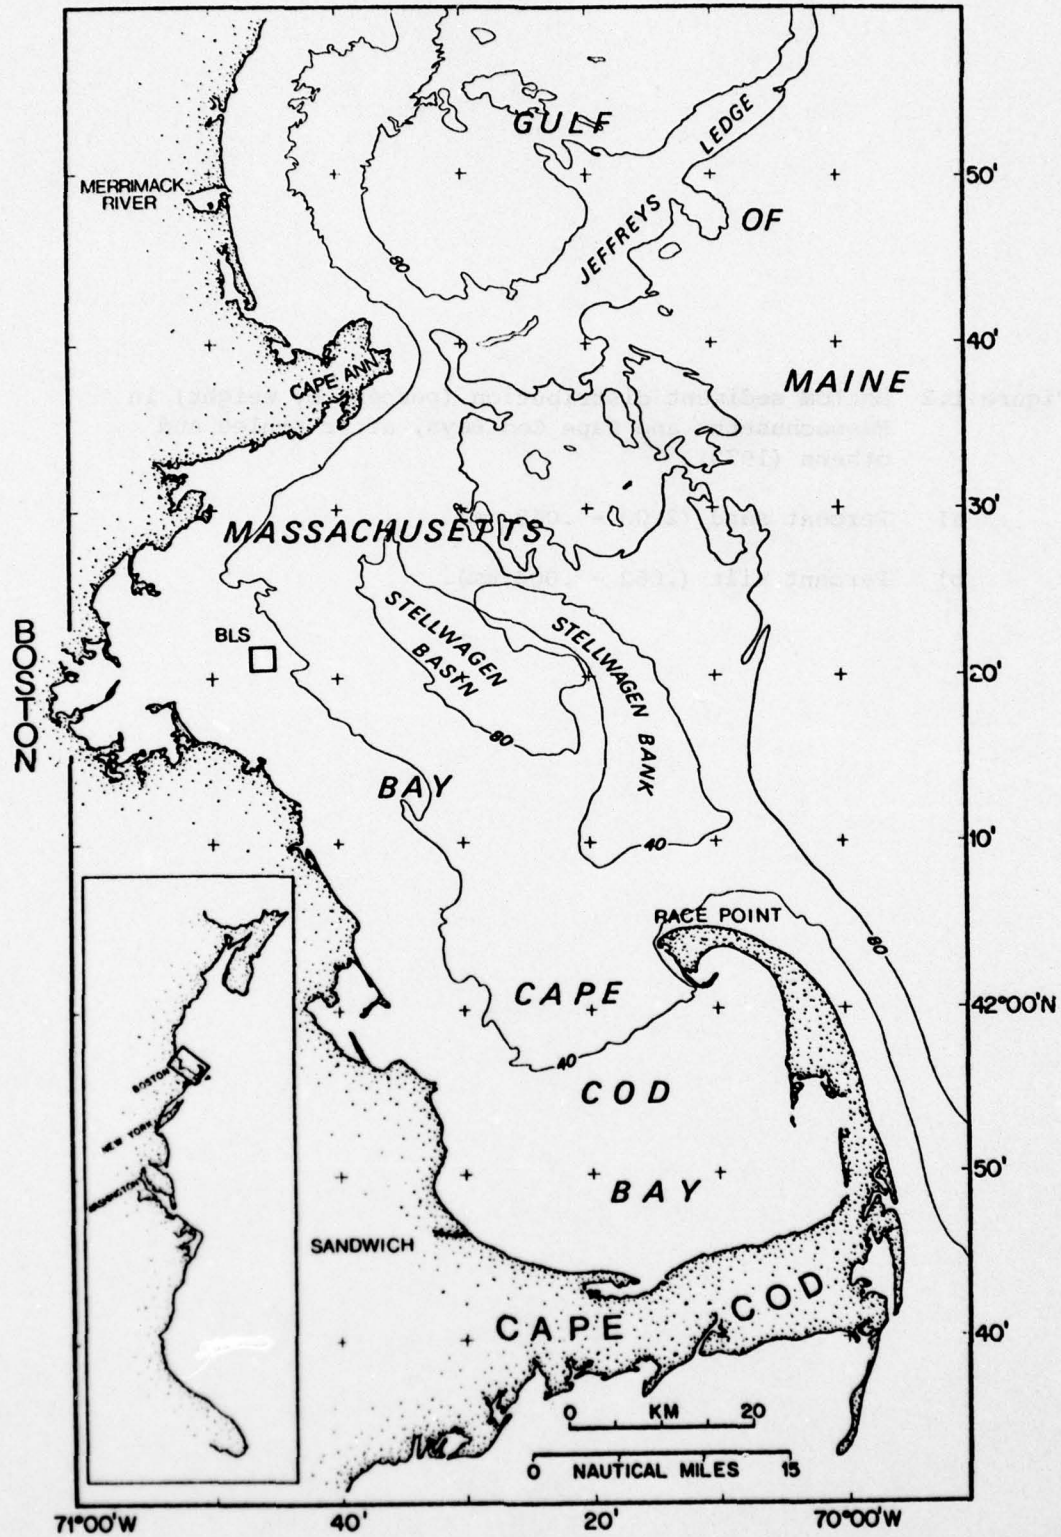 GULF
LEDGE
MERRIMACK
RIVER
50'
JEFFREYS
OF
80
40'
CAPE ANN
MAINE
30'
MASSACHUSETTS
STELLWAGEN
BASIN
STELLWAGEN BANK
BLS
BOSTON
20'
80
BAY
40
10'
RACE POINT
80
CAPE
42°00'N
40
COD
BOSTON
NEW YORK
WASHINGTON
50'
BAY
SANDWICH
CAPE COD
40'
0 KM 20
0 NAUTICAL MILES 15
71°00'W 40' 20' 70°00'W